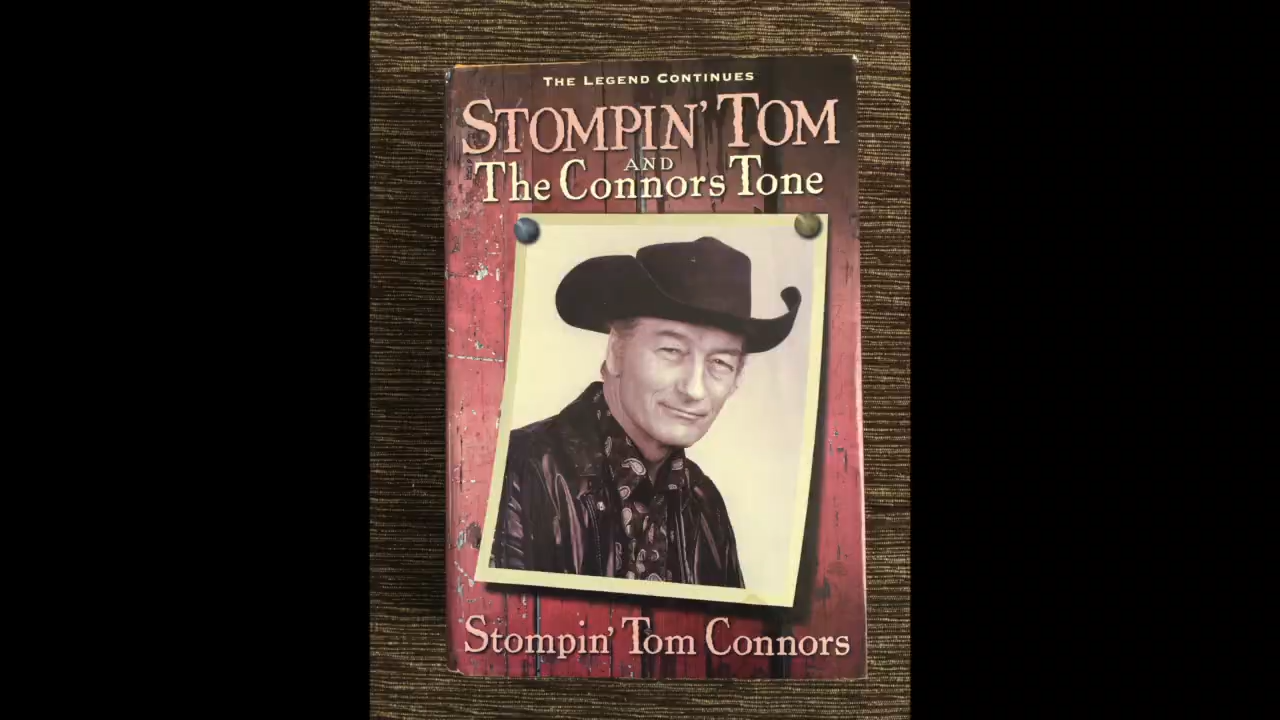 THE LEGEND CONTINUES
STOMPIN' TOM
AND
The Connors Tone
Stompin' Tom Connors